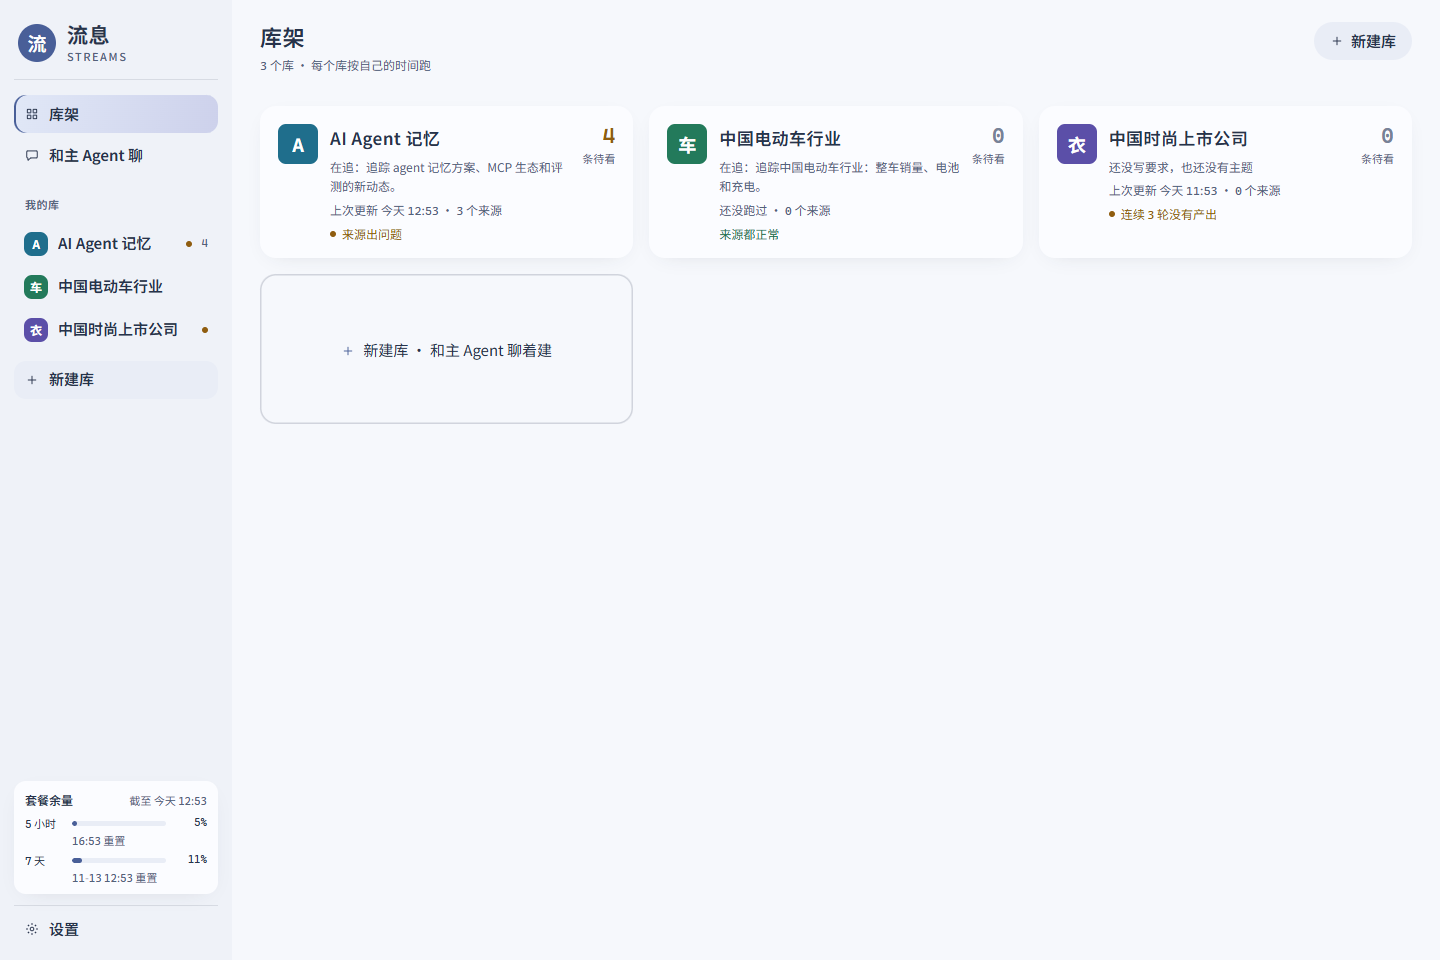 流
流息
STREAMS
库架
和主 Agent 聊
我的库
A AI Agent 记忆 4
车 中国电动车行业
衣 中国时尚上市公司
+ 新建库
套餐余量 截至 今天 12:53
5 小时 5%
16:53 重置
7 天 11%
11-13 12:53 重置
设置
库架
3 个库 · 每个库按自己的时间跑
+ 新建库
A
AI Agent 记忆
4
条待看
在追：追踪 agent 记忆方案、MCP 生态和评
测的新动态。
上次更新 今天 12:53 · 3 个来源
来源出问题
车
中国电动车行业
0
条待看
在追：追踪中国电动车行业：整车销量、电池
和充电。
还没跑过 · 0 个来源
来源都正常
衣
中国时尚上市公司
0
条待看
还没写要求，也还没有主题
上次更新 今天 11:53 · 0 个来源
连续 3 轮没有产出
+ 新建库 · 和主 Agent 聊着建